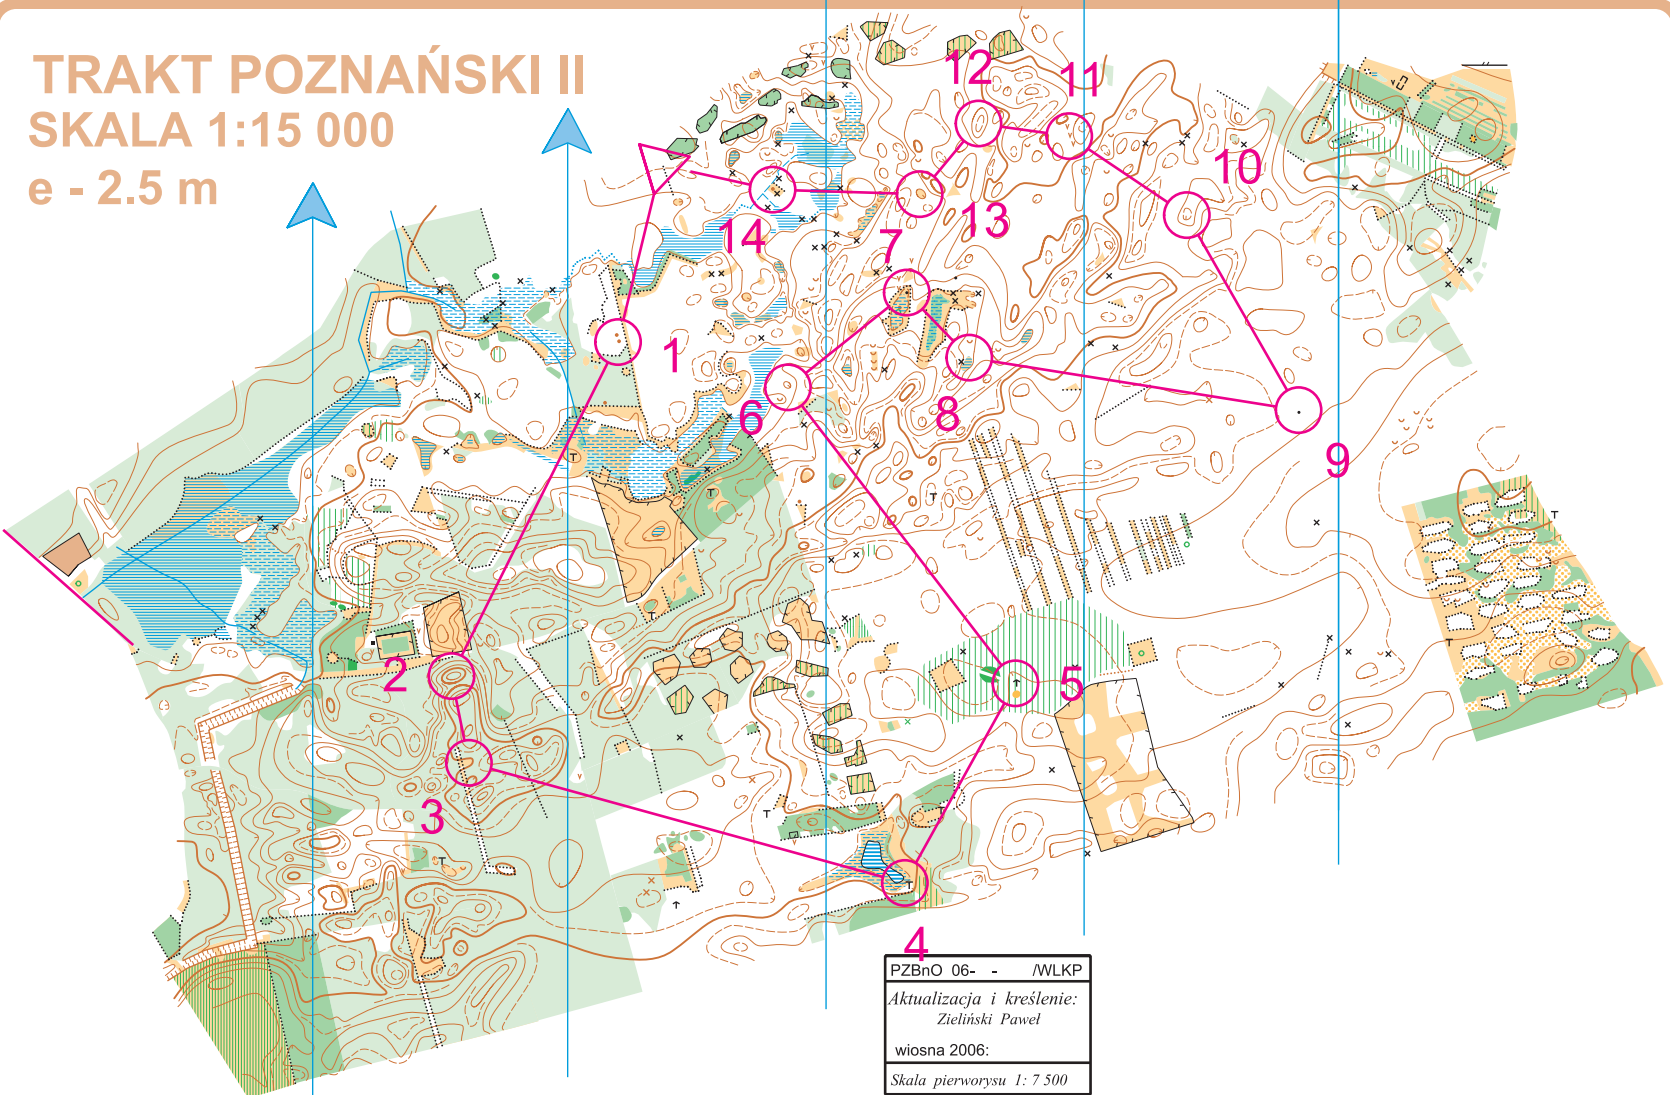 TRAKT POZNAŃSKI II
SKALA 1:15 000
e - 2.5 m
12
11
10
13
14
7
1
6
8
9
2
5
3
4
PZBnO 06- - /WLKP
Aktualizacja i kreślenie:
Zieliński Paweł
wiosna 2006:
Skala pierworysu 1: 7 500